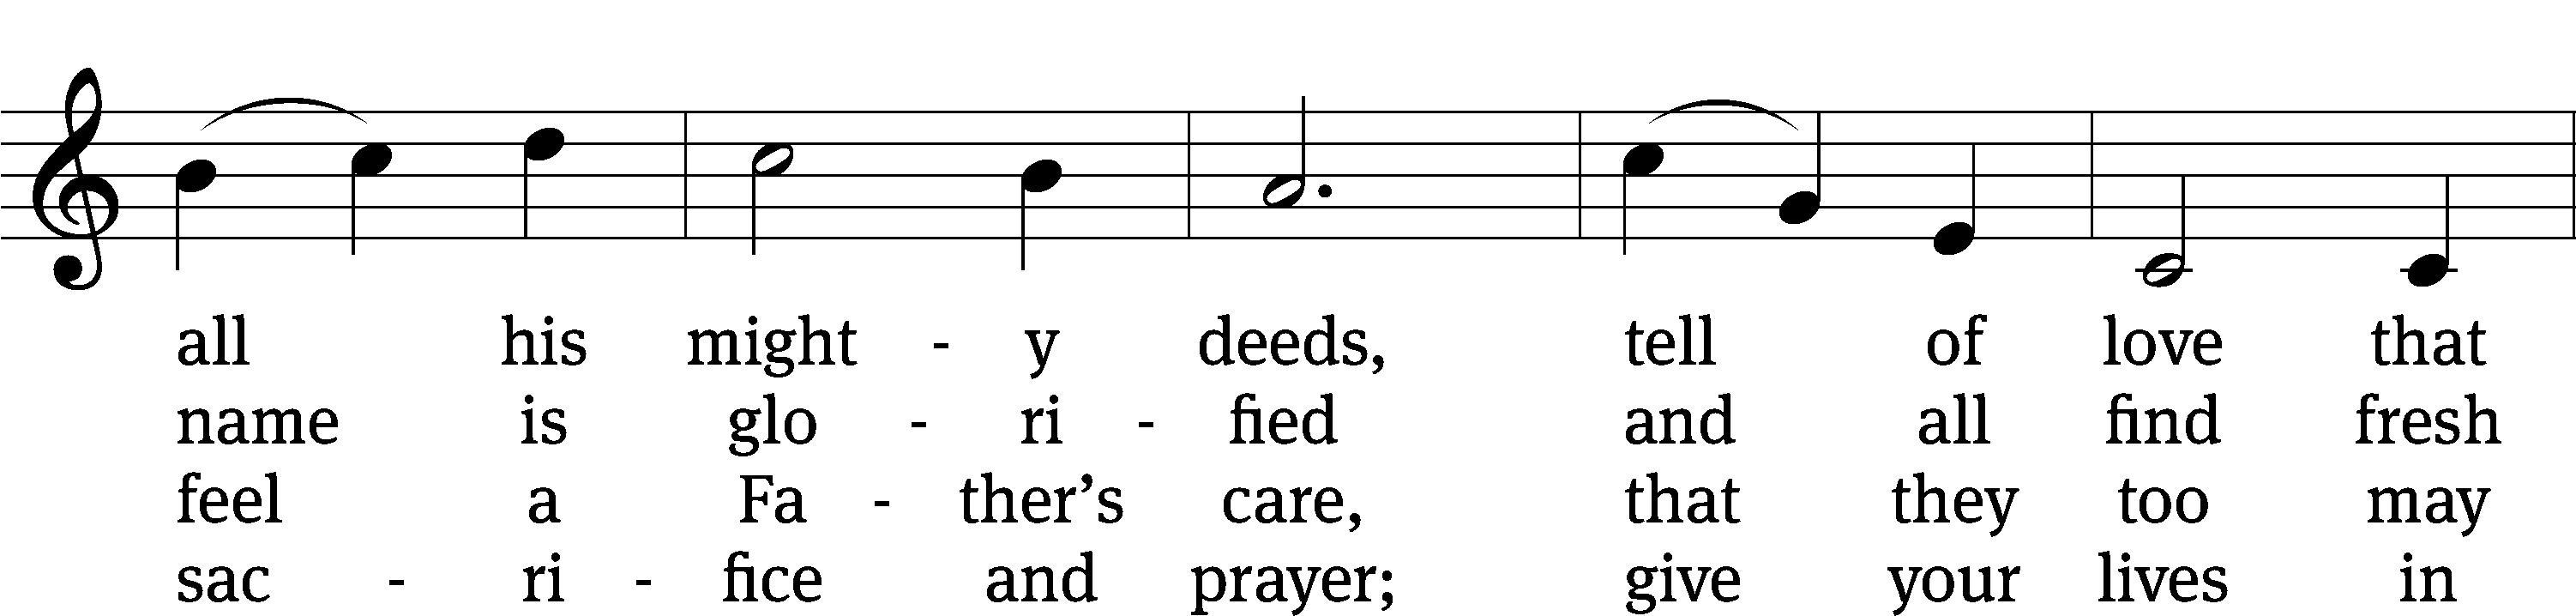 all his might - y deeds, tell of love that
name is glo - ri - fied and all find fresh
feel a Fa - ther’s care, that they too may
sac - ri - fice and prayer; give your lives in